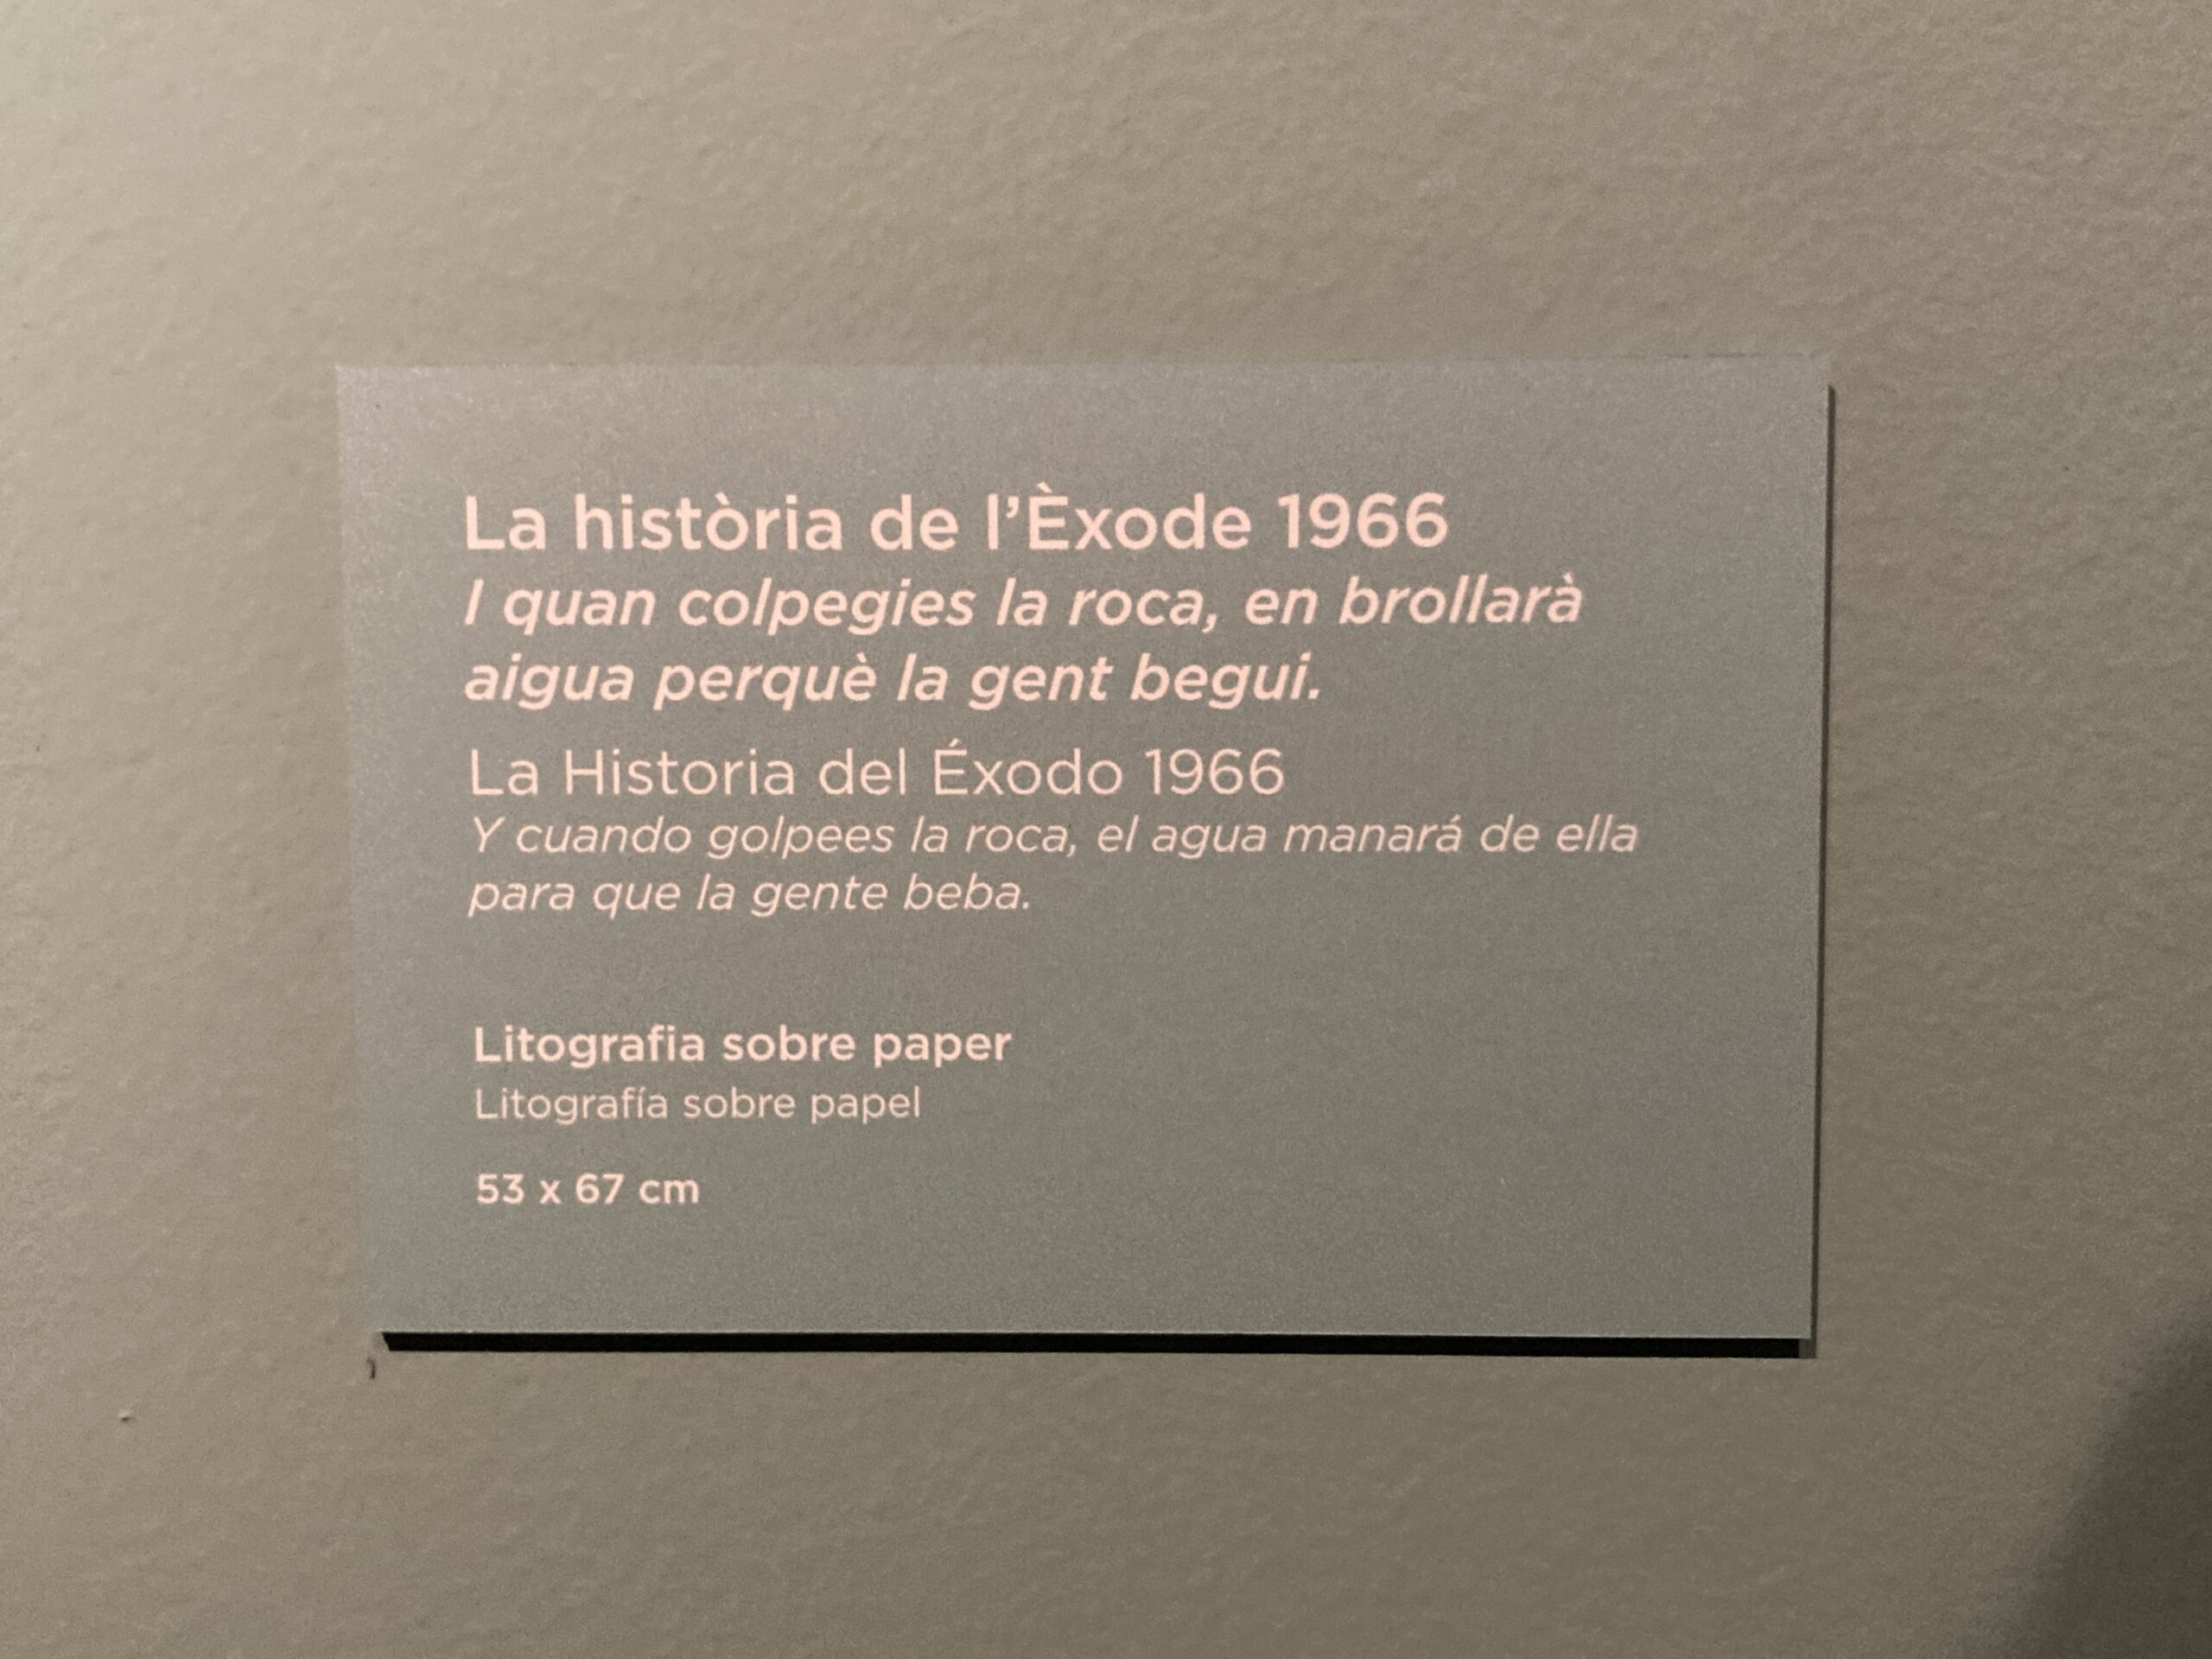 La història de l’Èxode 1966
I quan colpegies la roca, en brollarà
aigua perquè la gent begui.
La Historia del Éxodo 1966
Y cuando golpees la roca, el agua manará de ella
para que la gente beba.
Litografia sobre paper
Litografía sobre papel
53 x 67 cm